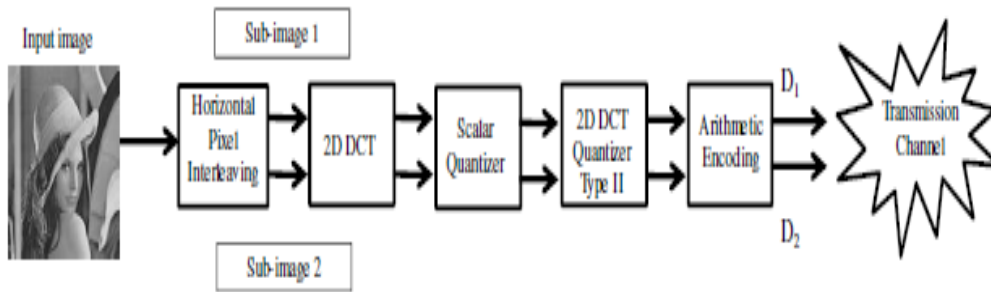 Sub-image 1
Input image
Horizontal
Pixel
Interleaving
2D DCT
Scalar
Quantizer
2D DCT
Quantizer
Type II
Arithmetic
Encoding
D1
D2
Transmission
Channel
Sub-image 2